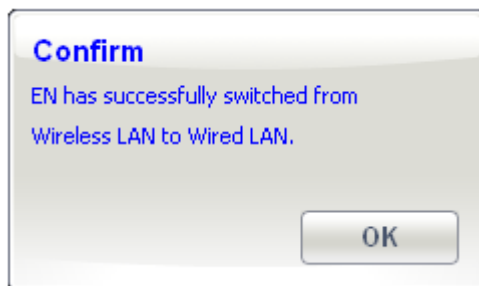 Confirm
EN has successfully switched from
Wireless LAN to Wired LAN.
OK